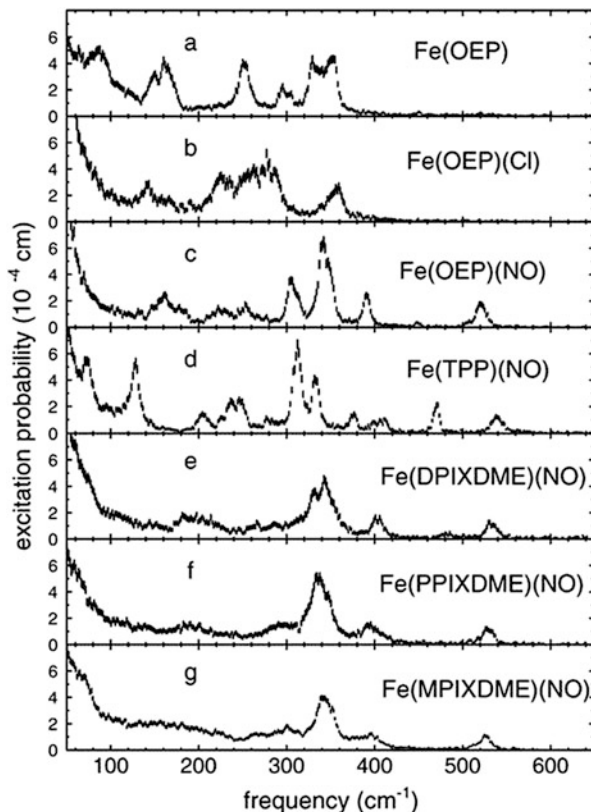 6
4
2
0
a
Fe(OEP)
6
4
2
0
b
Fe(OEP)(Cl)
6
4
2
0
c
Fe(OEP)(NO)
6
4
2
0
d
Fe(TPP)(NO)
6
4
2
0
e
Fe(DPIXDME)(NO)
6
4
2
0
f
Fe(PPIXDME)(NO)
6
4
2
0
g
Fe(MPIXDME)(NO)
100 200 300 400 500 600
frequency (cm⁻¹)
excitation probability (10⁻⁴ cm)